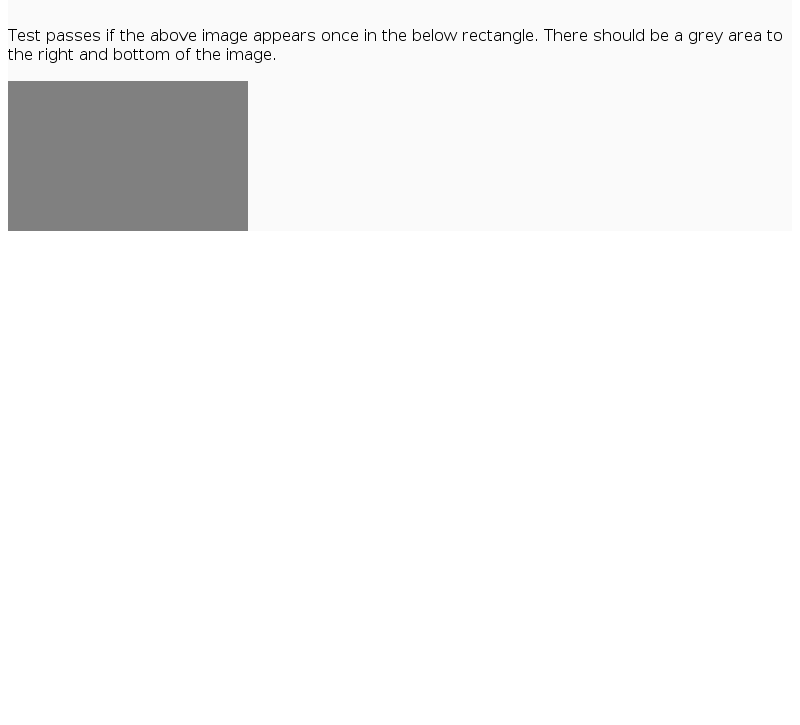 Test passes if the above image appears once in the below rectangle. There should be a grey area to
the right and bottom of the image.